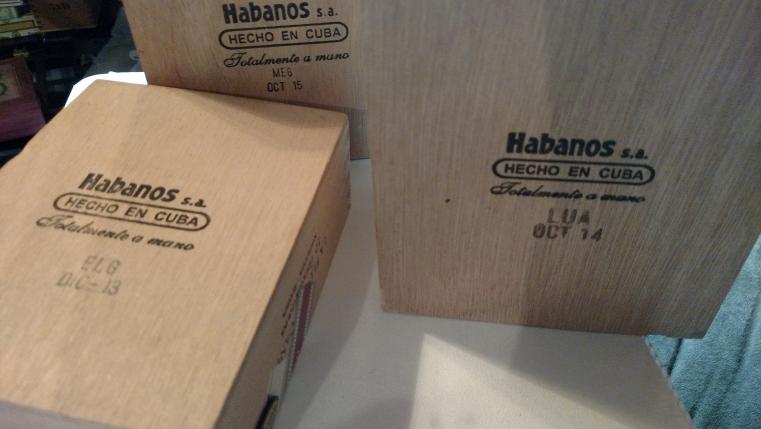 Habanos s.a.
HECHO EN CUBA
Totalmente a mano
MEG
OCT 15
Habanos s.a.
HECHO EN CUBA
Totalmente a mano
LUA
OCT 14
Habanos s.a.
HECHO EN CUBA
Totalmente a mano
ELG
DIC-13